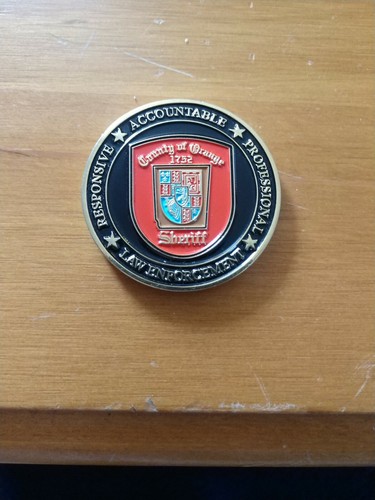 RESPONSIVE ACCOUNTABLE PROFESSIONAL
LAW ENFORCEMENT
County of Orange
1752
Sheriff